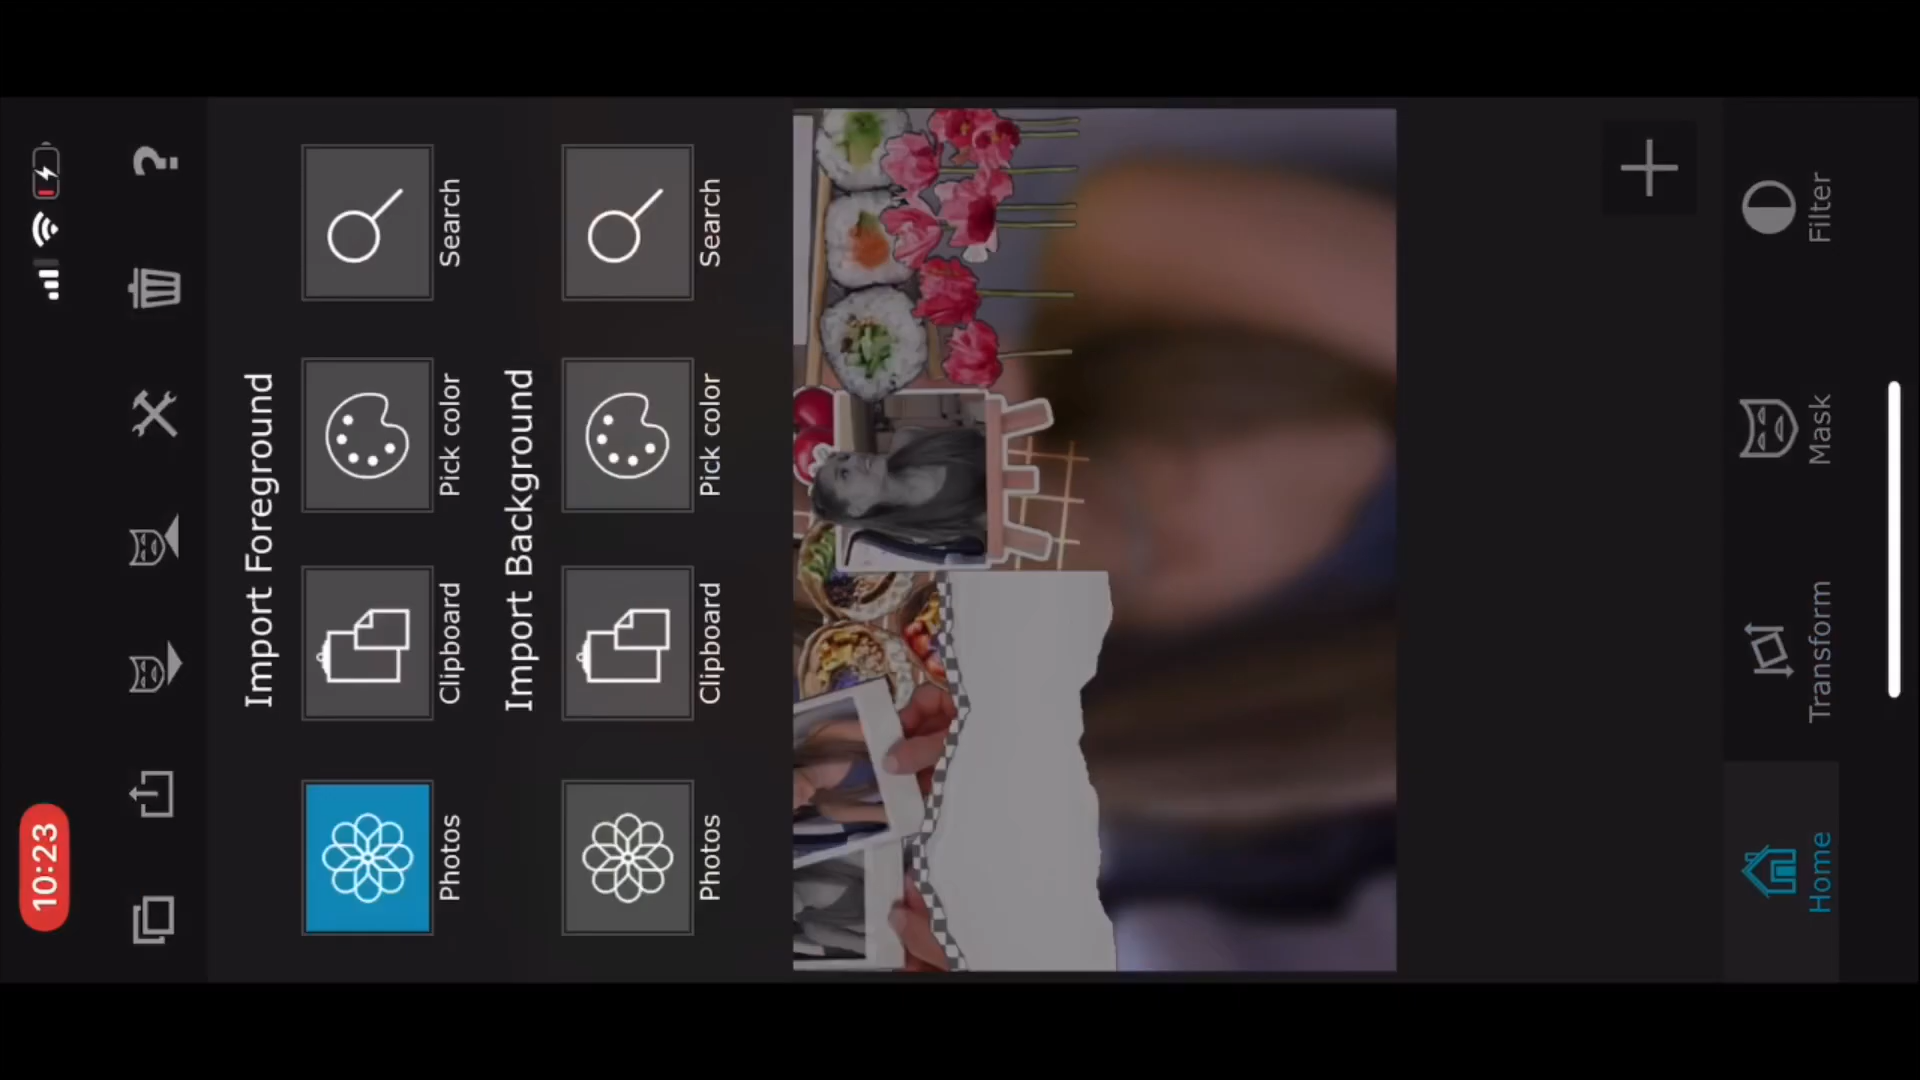 10:23
?
Import Foreground
Photos
Clipboard
Pick color
Search
Import Background
Photos
Clipboard
Pick color
Search
Home
Transform
Mask
Filter